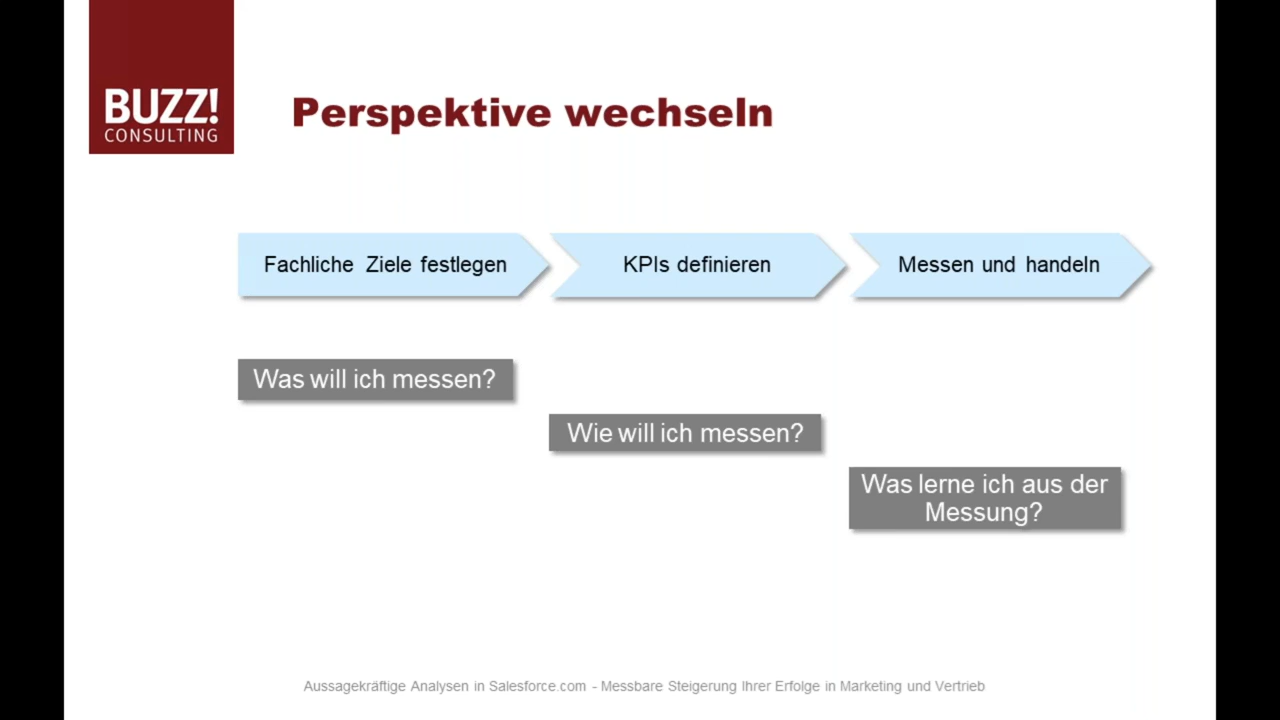 BUZZ!
CONSULTING
Perspektive wechseln
Fachliche Ziele festlegen
KPIs definieren
Messen und handeln
Was will ich messen?
Wie will ich messen?
Was lerne ich aus der
Messung?
Aussagekräftige Analysen in Salesforce.com - Messbare Steigerung Ihrer Erfolge in Marketing und Vertrieb